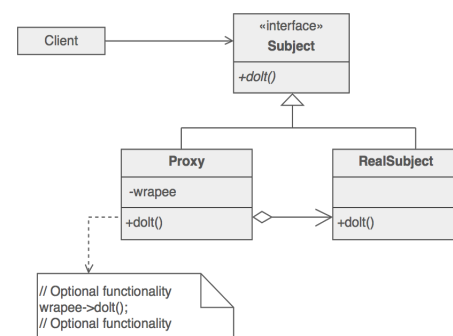 Client
«interface»
Subject
+doIt()
Proxy
-wrapee
+doIt()
RealSubject
+doIt()
// Optional functionality
wrapee->doIt();
// Optional functionality